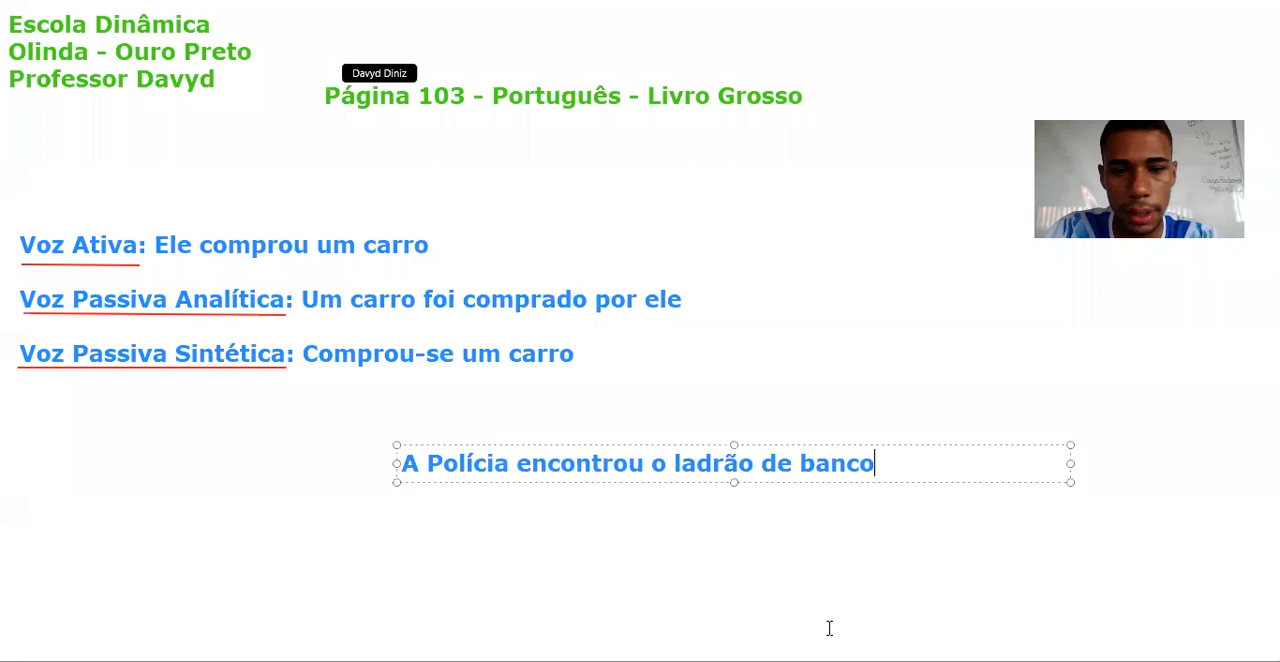 Escola Dinâmica
Olinda - Ouro Preto
Professor Davyd
Davyd Diniz
Página 103 - Português - Livro Grosso
Voz Ativa: Ele comprou um carro
Voz Passiva Analítica: Um carro foi comprado por ele
Voz Passiva Sintética: Comprou-se um carro
A Polícia encontrou o ladrão de banco